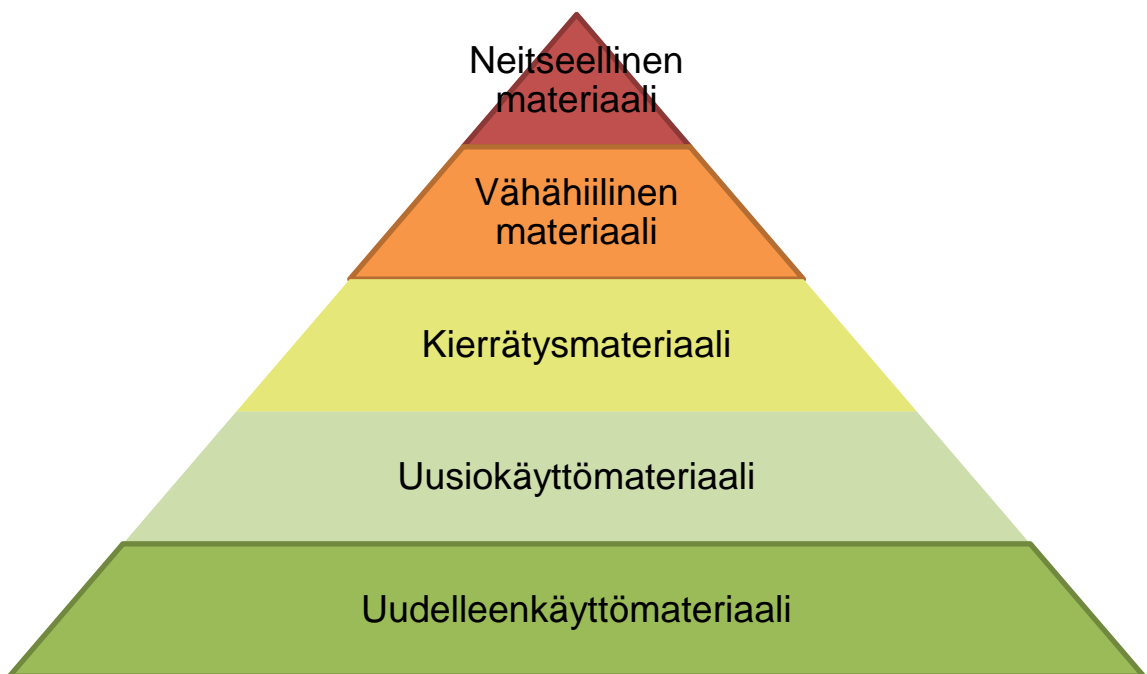 Neitseellinen
materiaali
Vähähiilinen
materiaali
Kierrätysmateriaali
Uusiokäyttömateriaali
Uudelleenkäyttömateriaali